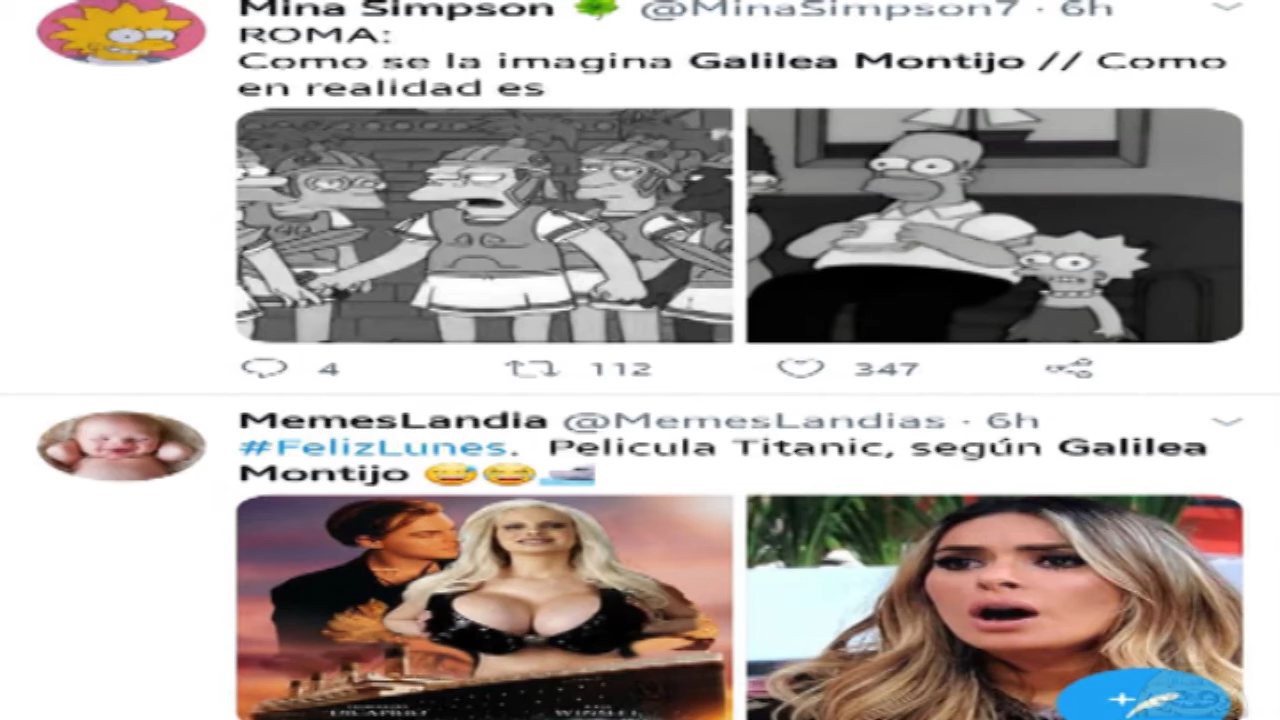 Mina Simpson @MinaSimpson7 · 6h
ROMA:
Como se la imagina Galilea Montijo // Como
en realidad es
4 112 347
MemesLandia @MemesLandias · 6h
#FelizLunes. Pelicula Titanic, según Galilea
Montijo